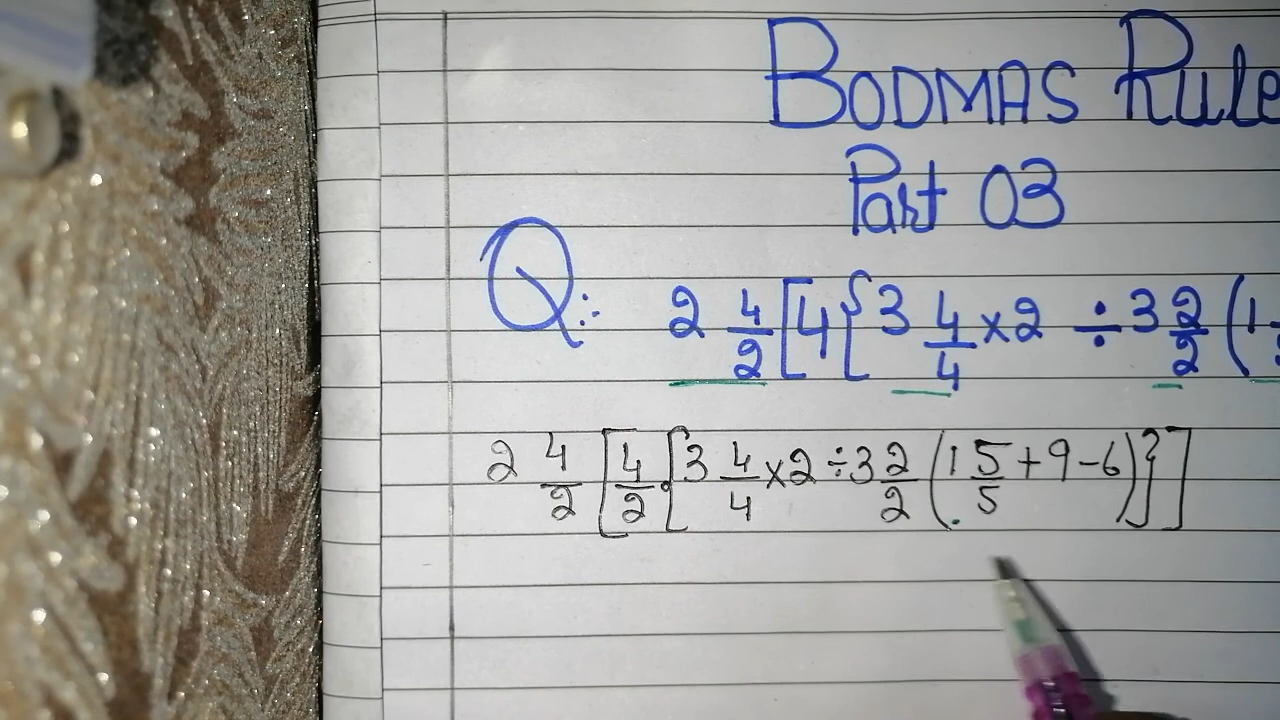 BODMAS Rule
Part 03
Q:- 2 4/2 [4{3 4/4 × 2 ÷ 3 2/2 (1
2 4/2 [4/2 {3 4/4 × 2 ÷ 3 2/2 (1 5/5 + 9 - 6)}]